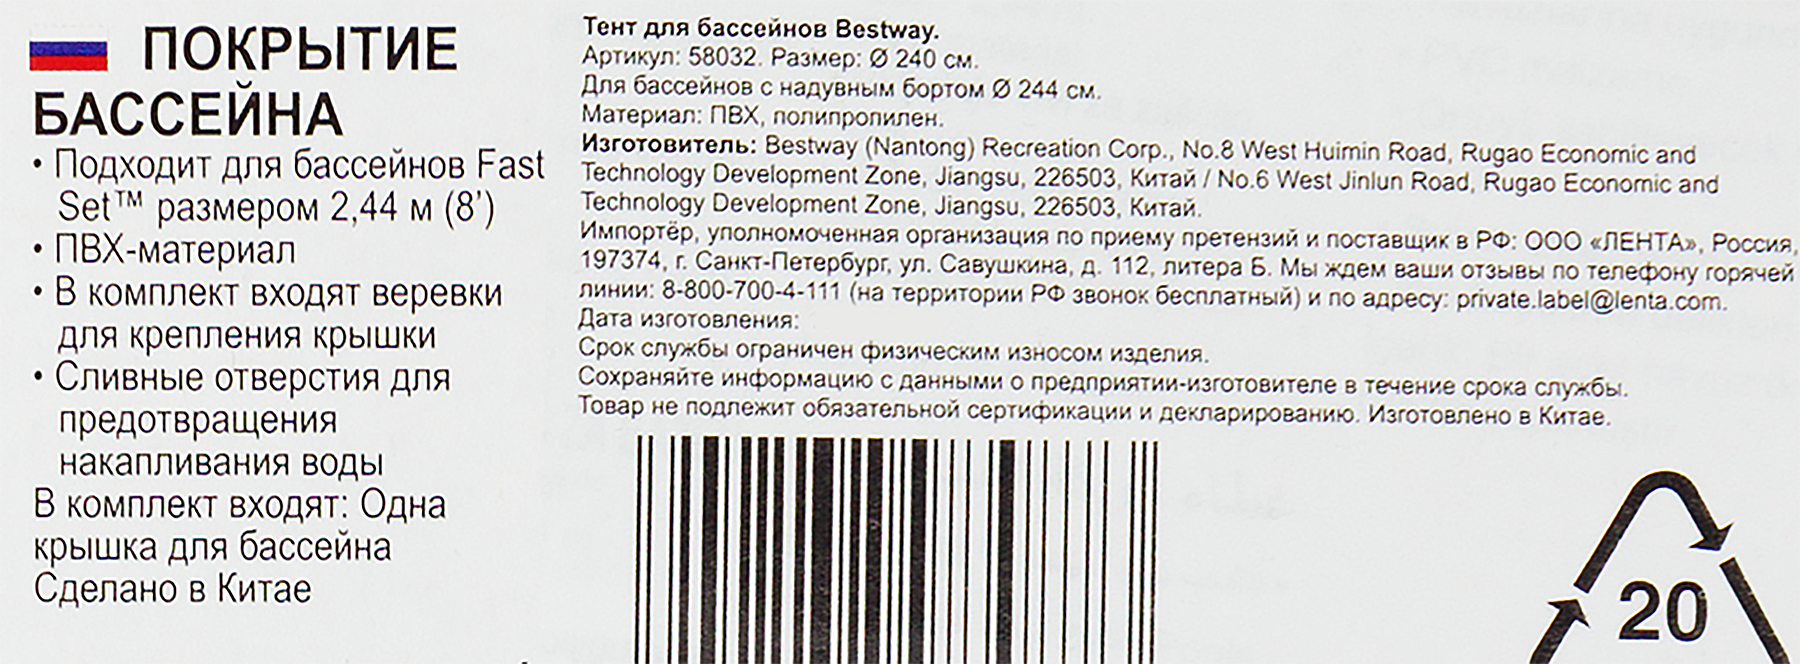 ПОКРЫТИЕ
БАССЕЙНА
• Подходит для бассейнов Fast
Set™ размером 2,44 м (8’)
• ПВХ-материал
• В комплект входят веревки
для крепления крышки
• Сливные отверстия для
предотвращения
накапливания воды
В комплект входят: Одна
крышка для бассейна
Сделано в Китае
Тент для бассейнов Bestway.
Артикул: 58032. Размер: Ø 240 см.
Для бассейнов с надувным бортом Ø 244 см.
Материал: ПВХ, полипропилен.
Изготовитель: Bestway (Nantong) Recreation Corp., No.8 West Huimin Road, Rugao Economic and
Technology Development Zone, Jiangsu, 226503, Китай / No.6 West Jinlun Road, Rugao Economic and
Technology Development Zone, Jiangsu, 226503, Китай.
Импортёр, уполномоченная организация по приему претензий и поставщик в РФ: ООО «ЛЕНТА», Россия,
197374, г. Санкт-Петербург, ул. Савушкина, д. 112, литера Б. Мы ждем ваши отзывы по телефону горячей
линии: 8-800-700-4-111 (на территории РФ звонок бесплатный) и по адресу: private.label@lenta.com.
Дата изготовления:
Срок службы ограничен физическим износом изделия.
Сохраняйте информацию с данными о предприятии-изготовителе в течение срока службы.
Товар не подлежит обязательной сертификации и декларированию. Изготовлено в Китае.
20